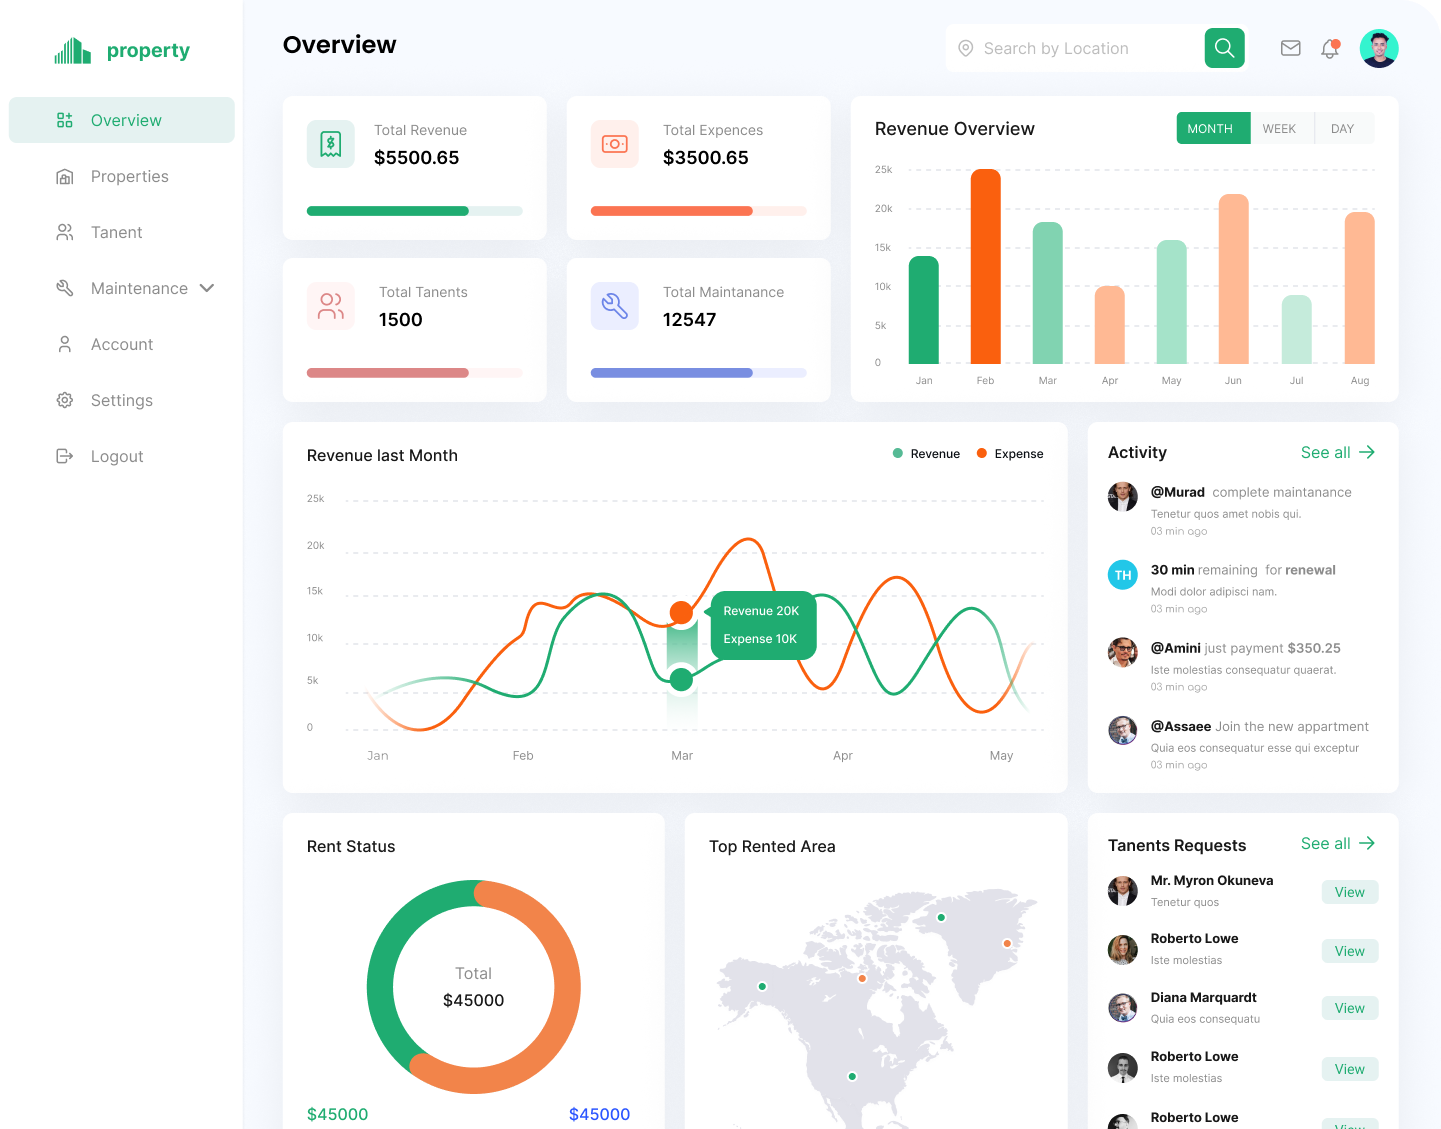 property
Overview
Properties
Tanent
Maintenance
Account
Settings
Logout
Overview
Search by Location
Total Revenue
$5500.65
Total Expences
$3500.65
Total Tanents
1500
Total Maintanance
12547
Revenue Overview
MONTH WEEK DAY
25k
20k
15k
10k
5k
0
Jan Feb Mar Apr May Jun Jul Aug
Revenue last Month
Revenue Expense
25k
20k
15k
10k
5k
0
Revenue 20K
Expense 10K
Jan Feb Mar Apr May
Activity
See all
@Murad complete maintanance
Tenetur quos amet nobis qui.
03 min ago
TH
30 min remaining for renewal
Modi dolor adipisci nam.
03 min ago
@Amini just payment $350.25
Iste molestias consequatur quaerat.
03 min ago
@Assaee Join the new appartment
Quia eos consequatur esse qui exceptur
03 min ago
Rent Status
Total
$45000
$45000 $45000
Top Rented Area
Tanents Requests
See all
Mr. Myron Okuneva
Tenetur quos
View
Roberto Lowe
Iste molestias
View
Diana Marquardt
Quia eos consequatu
View
Roberto Lowe
Iste molestias
View
Roberto Lowe